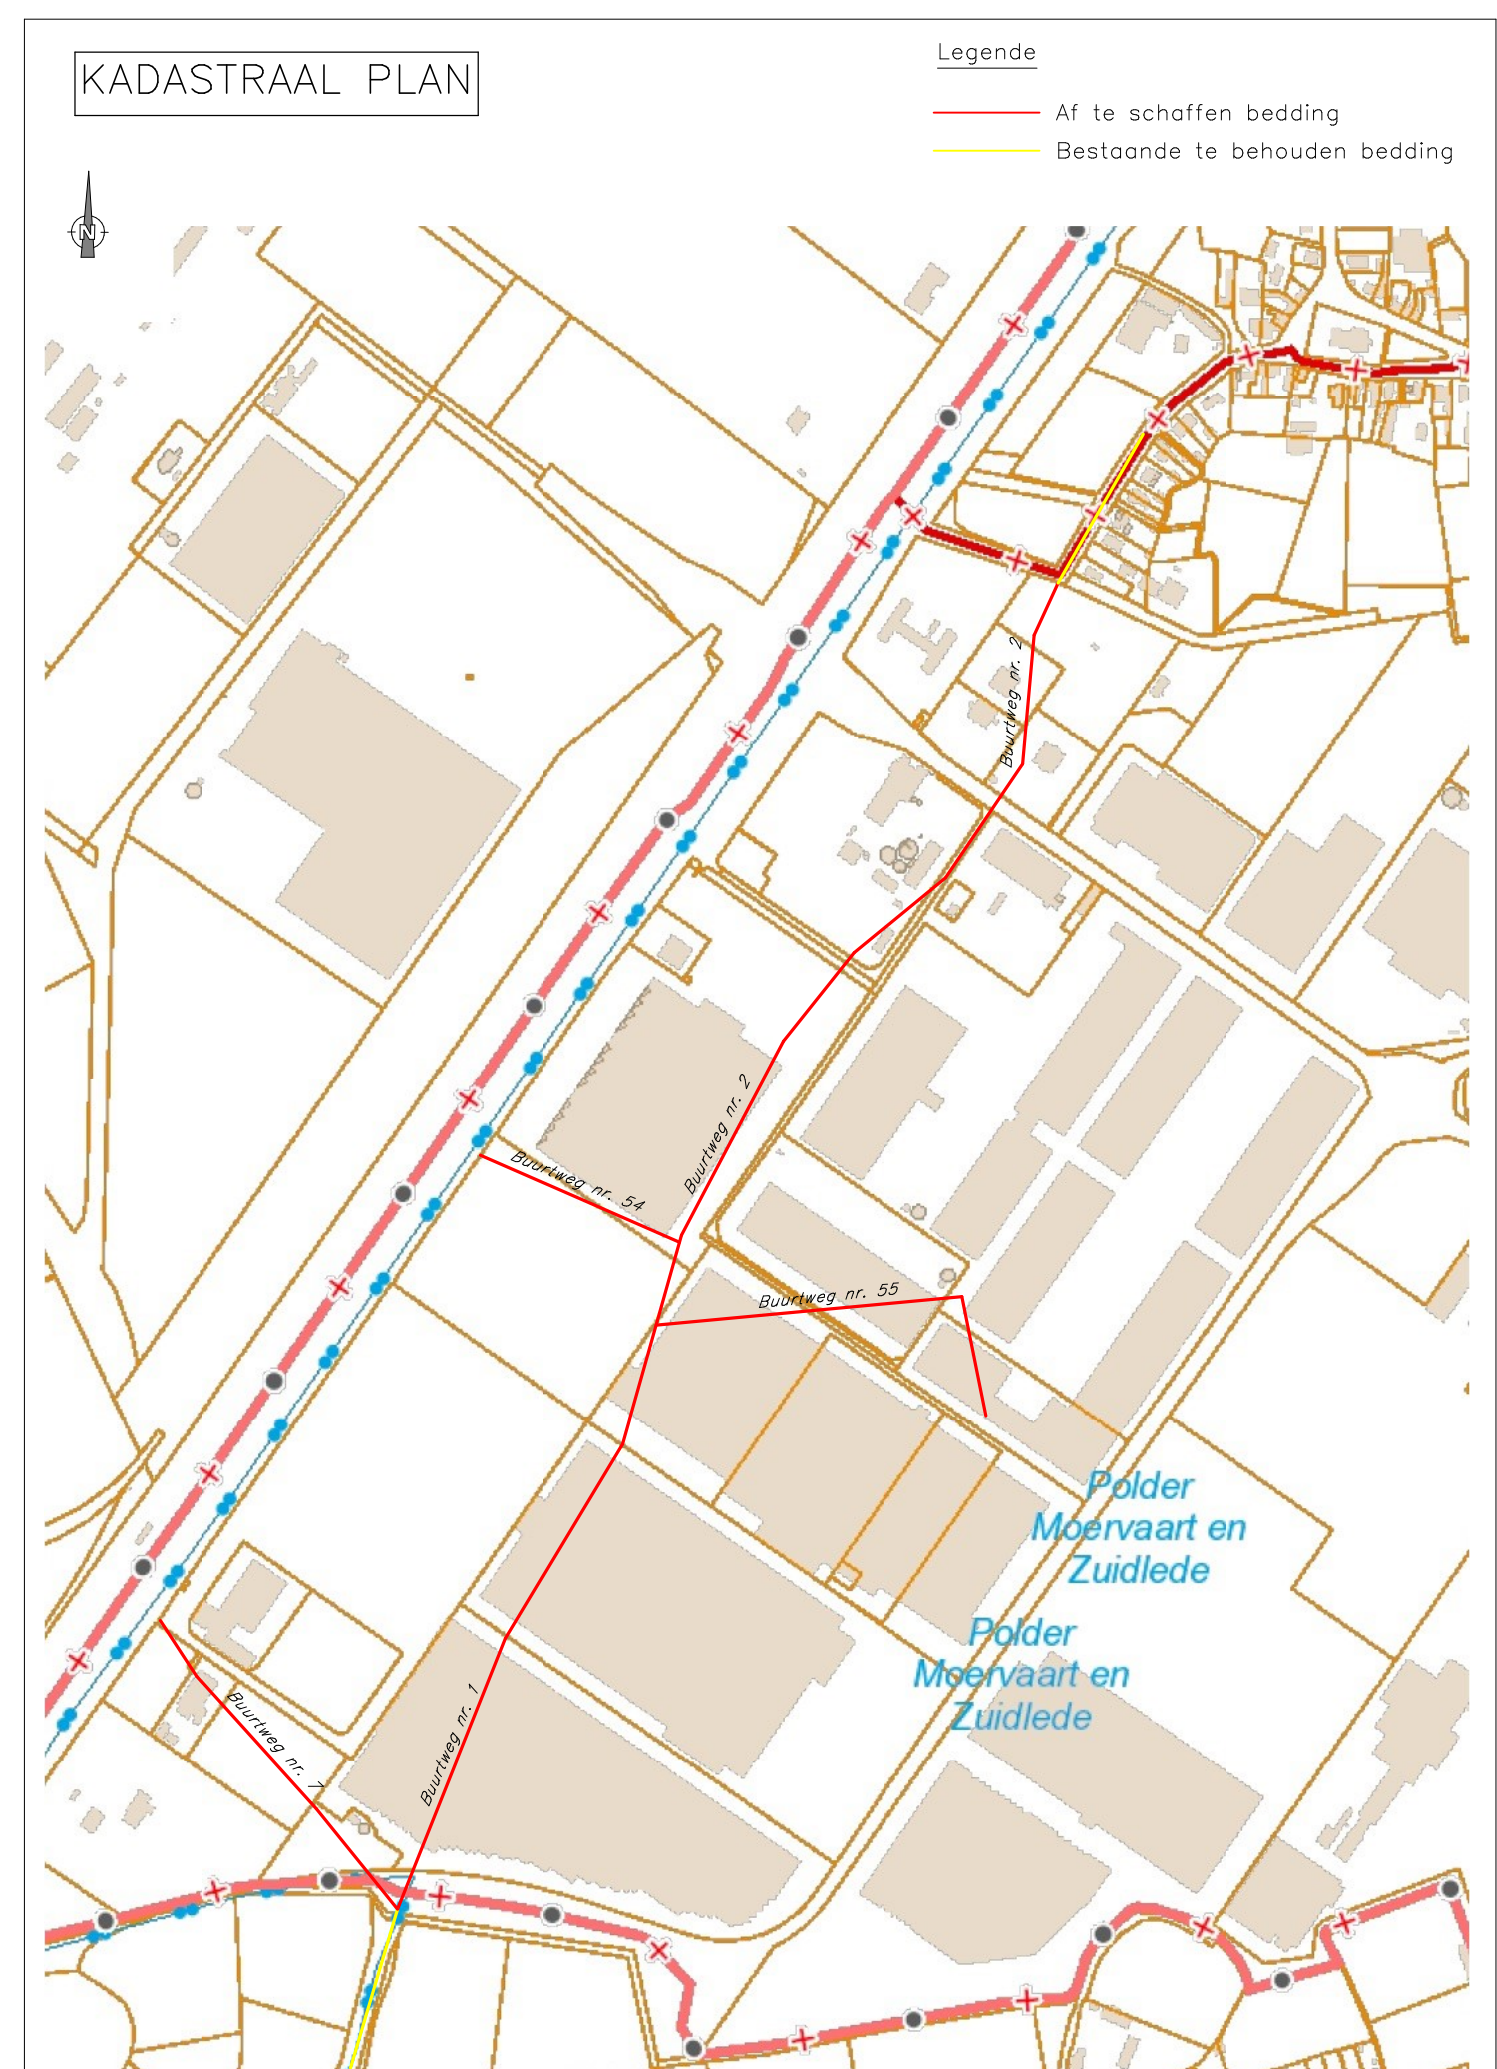 KADASTRAAL PLAN
Legende
Af te schaffen bedding
Bestaande te behouden bedding
N
Buurtweg nr. 2
Buurtweg nr. 2
Buurtweg nr. 54
Buurtweg nr. 55
Polder
Moervaart en
Zuidlede
Polder
Moervaart en
Zuidlede
Buurtweg nr. 1
Buurtweg nr. 7